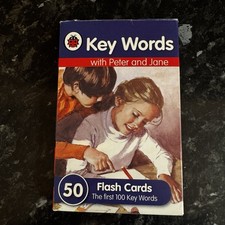 Key Words
with Peter and Jane
50
Flash Cards
The first 100 Key Words